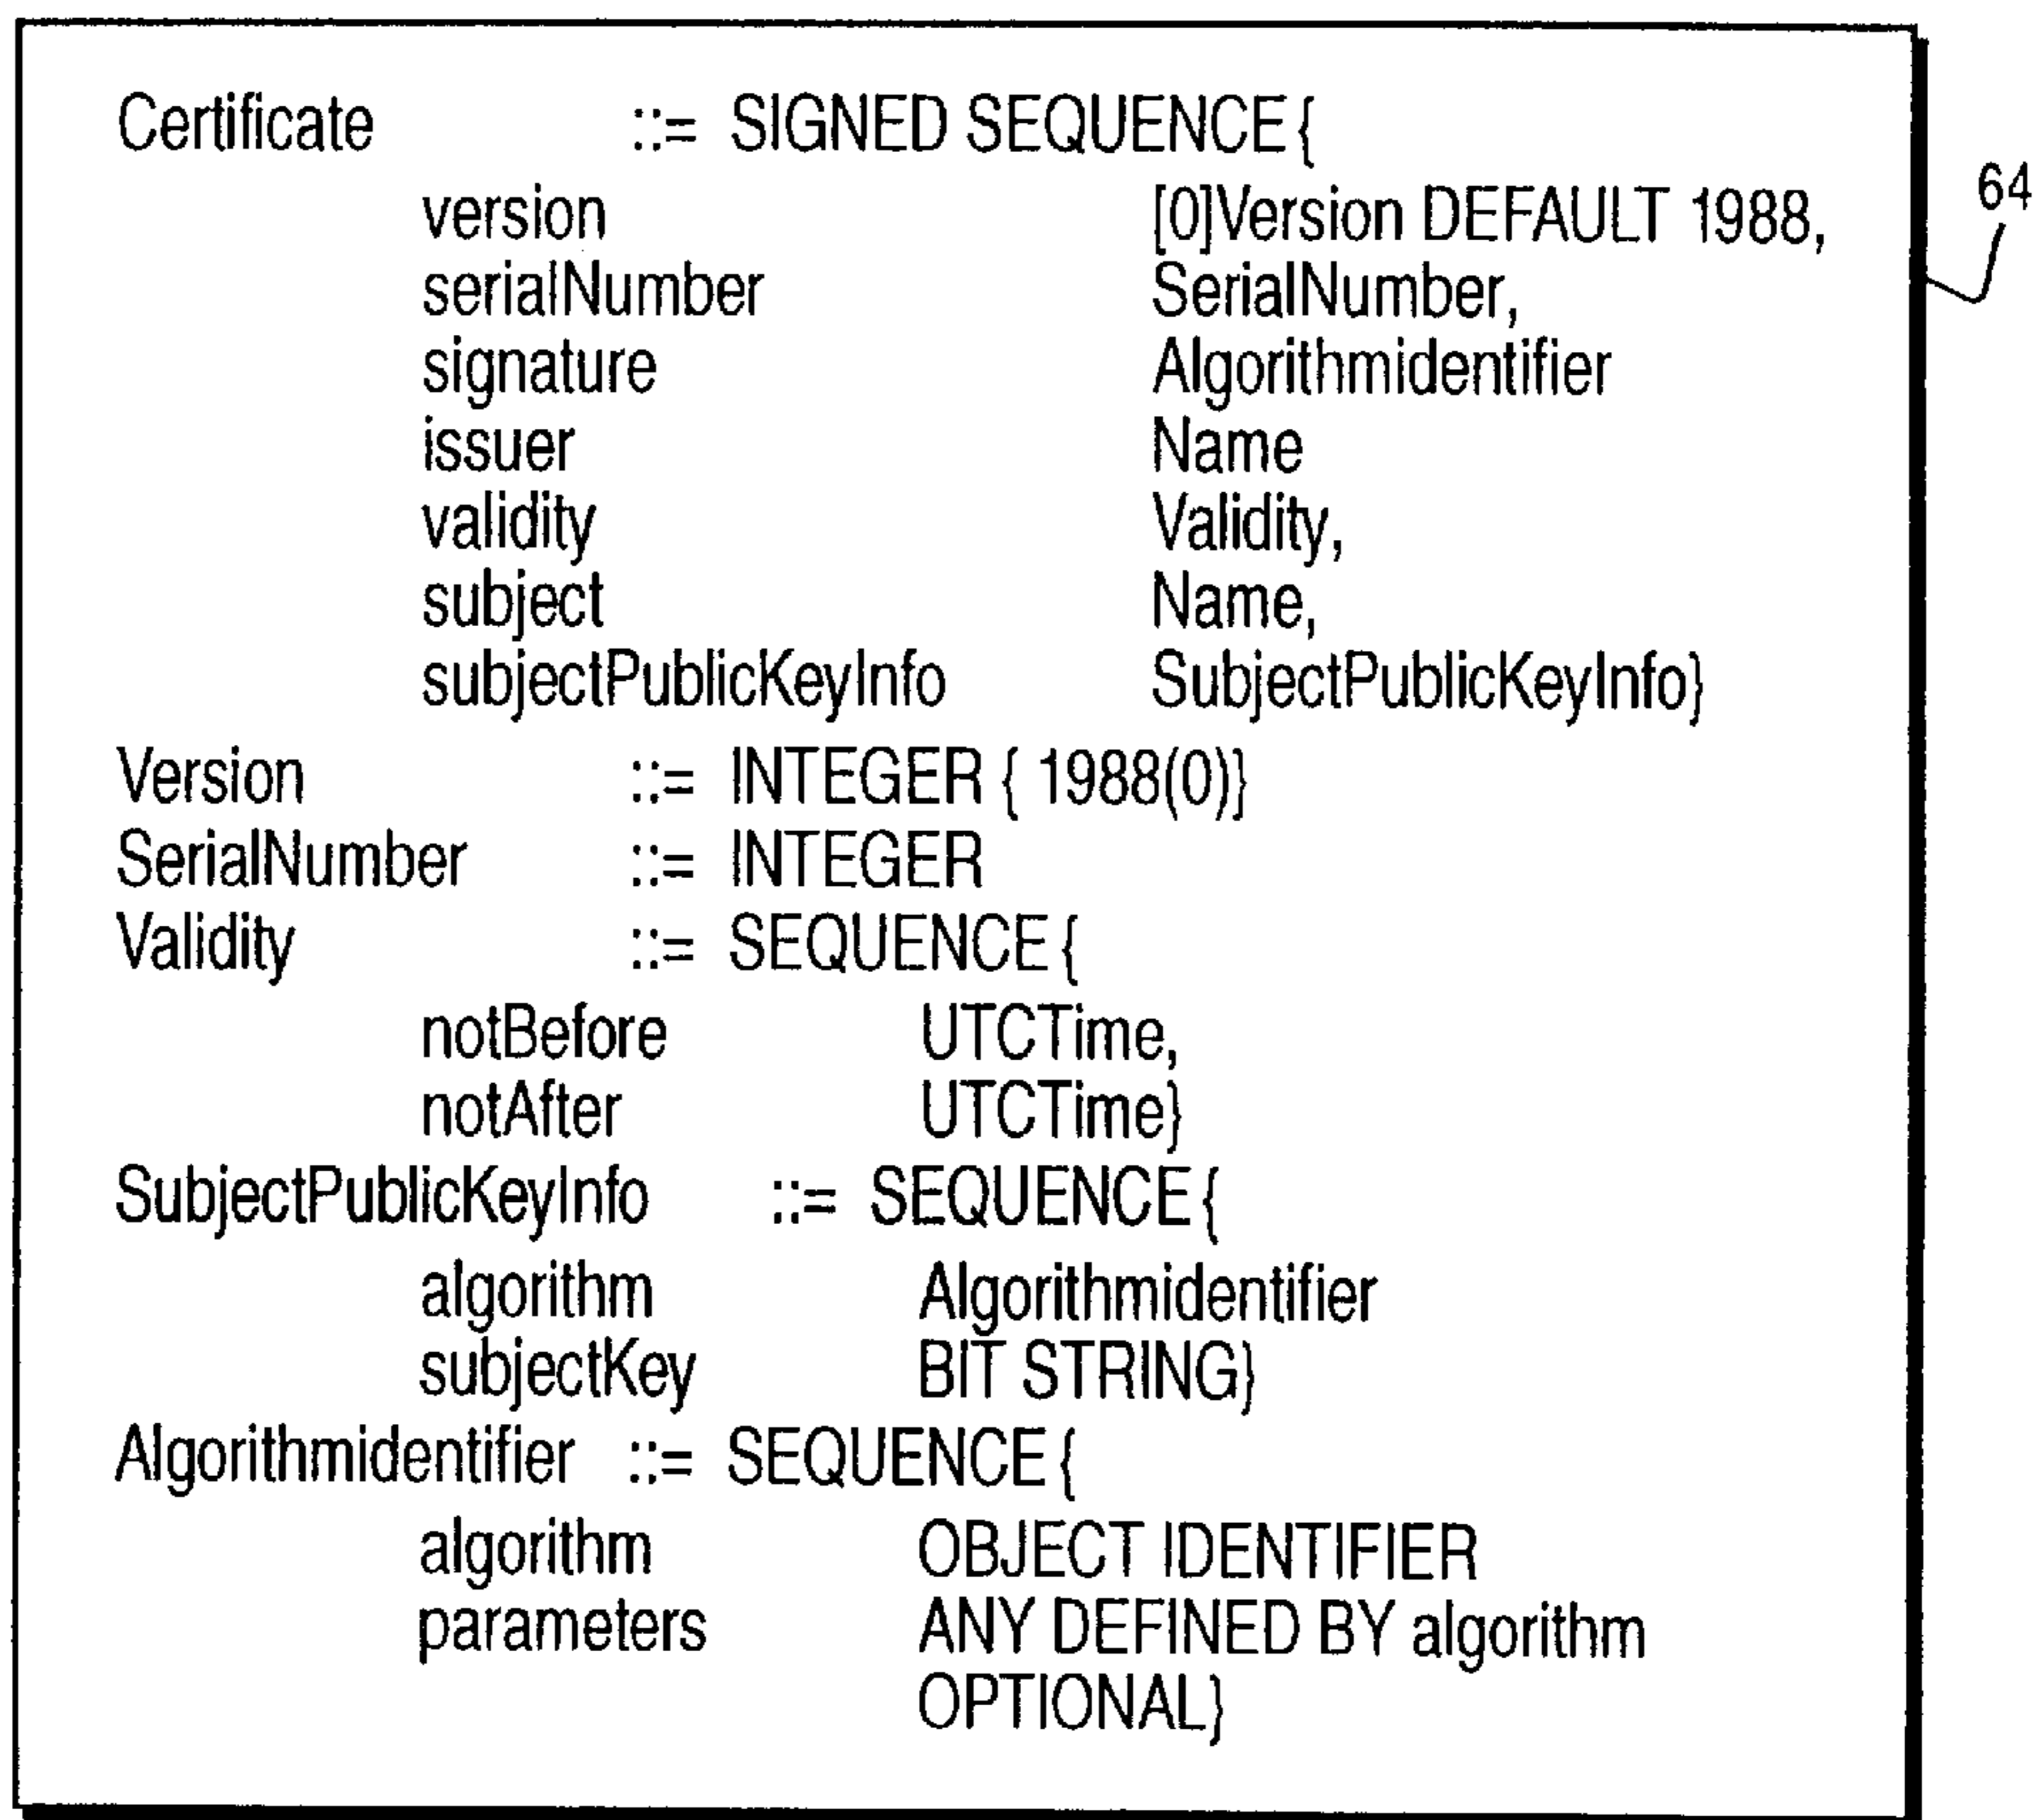 Certificate ::= SIGNED SEQUENCE{
version [0]Version DEFAULT 1988,
64
serialNumber SerialNumber,
signature Algorithmidentifier
issuer Name
validity Validity,
subject Name,
subjectPublicKeyInfo SubjectPublicKeyInfo}
Version ::= INTEGER { 1988(0)}
SerialNumber ::= INTEGER
Validity ::= SEQUENCE{
notBefore UTCTime,
notAfter UTCTime}
SubjectPublicKeyInfo ::= SEQUENCE{
algorithm Algorithmidentifier
subjectKey BIT STRING}
Algorithmidentifier ::= SEQUENCE{
algorithm OBJECT IDENTIFIER
parameters ANY DEFINED BY algorithm
OPTIONAL}